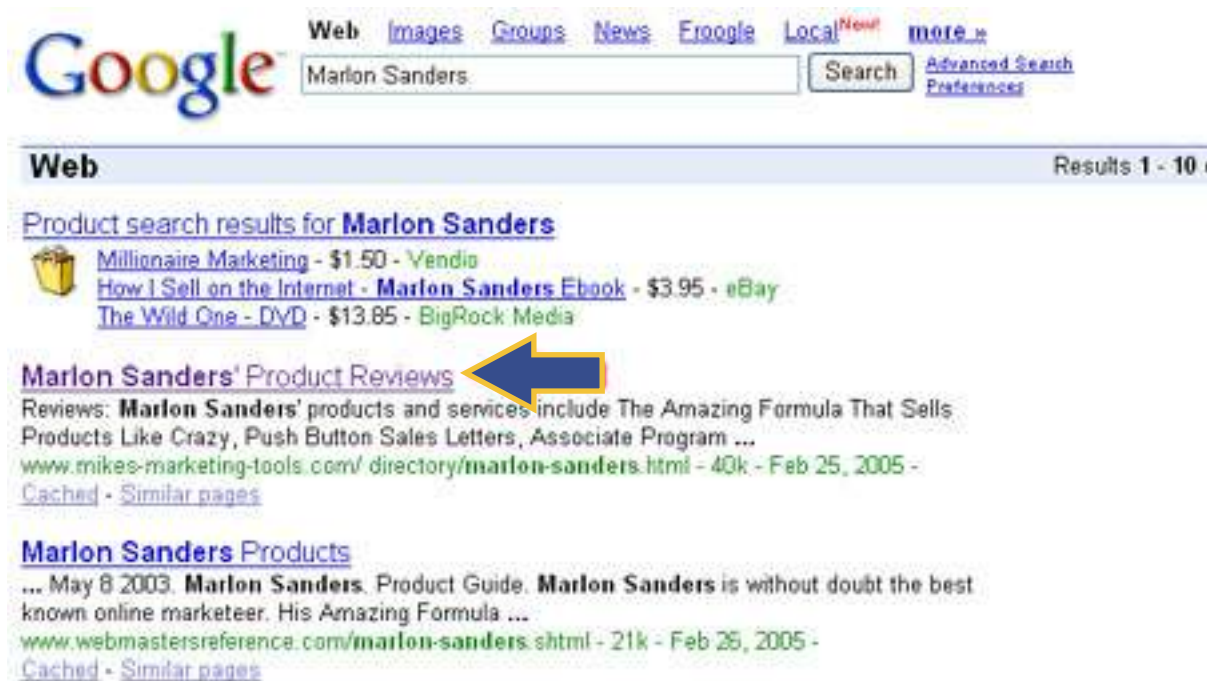 Google Web Images Groups News Froogle Local New! more »
Marlon Sanders Search Advanced Search
Preferences
Web Results 1 - 10
Product search results for Marlon Sanders
Millionaire Marketing - $1.50 - Vendio
How I Sell on the Internet - Marlon Sanders Ebook - $3.95 - eBay
The Wild One - DVD - $13.85 - BigRock Media
Marlon Sanders' Product Reviews
Reviews: Marlon Sanders' products and services include The Amazing Formula That Sells
Products Like Crazy, Push Button Sales Letters, Associate Program ...
www.mikes-marketing-tools.com/ directory/marlon-sanders.html - 40k - Feb 25, 2005 -
Cached - Similar pages
Marlon Sanders Products
... May 8 2003. Marlon Sanders. Product Guide. Marlon Sanders is without doubt the best
known online marketeer. His Amazing Formula ...
www.webmastersreference.com/marlon-sanders.shtml - 21k - Feb 26, 2005 -
Cached - Similar pages